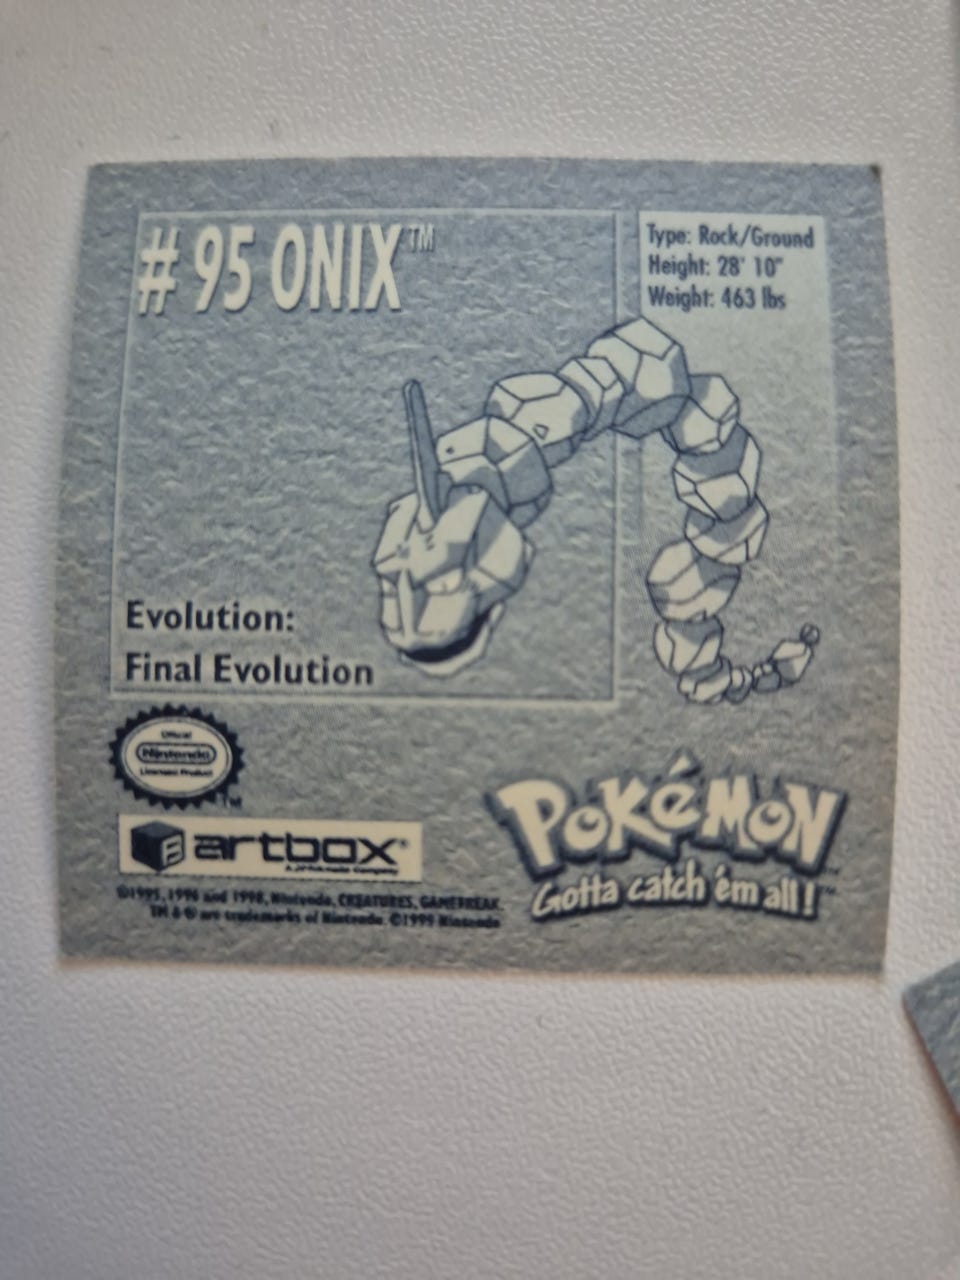 # 95 ONIX™
Type: Rock/Ground
Height: 28' 10"
Weight: 463 lbs
Evolution:
Final Evolution
Official
Nintendo
Licensed Product
TM
artbox®
©1995, 1996 and 1998, Nintendo, CREATURES, GAMEFREAK.
TM & ® are trademarks of Nintendo. ©1999 Nintendo
POKéMON™
Gotta catch 'em all!™